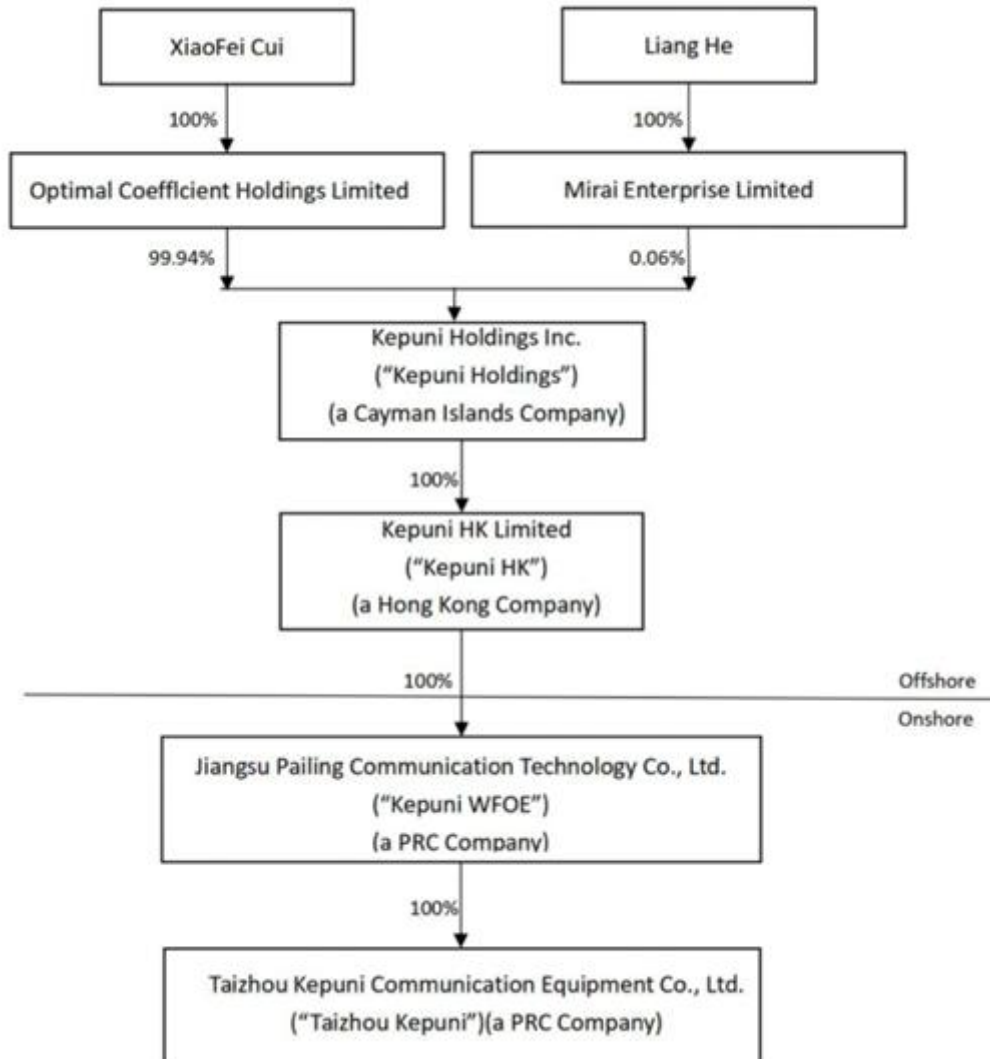 XiaoFei Cui
Liang He
100%
100%
Optimal Coefflcient Holdings Limited
Mirai Enterprise Limited
99.94%
0.06%
Kepuni Holdings Inc.
(“Kepuni Holdings”)
(a Cayman Islands Company)
100%
Kepuni HK Limited
(“Kepuni HK”)
(a Hong Kong Company)
100%
Offshore
Onshore
Jiangsu Pailing Communication Technology Co., Ltd.
(“Kepuni WFOE”)
(a PRC Company)
100%
Taizhou Kepuni Communication Equipment Co., Ltd.
(“Taizhou Kepuni”)(a PRC Company)